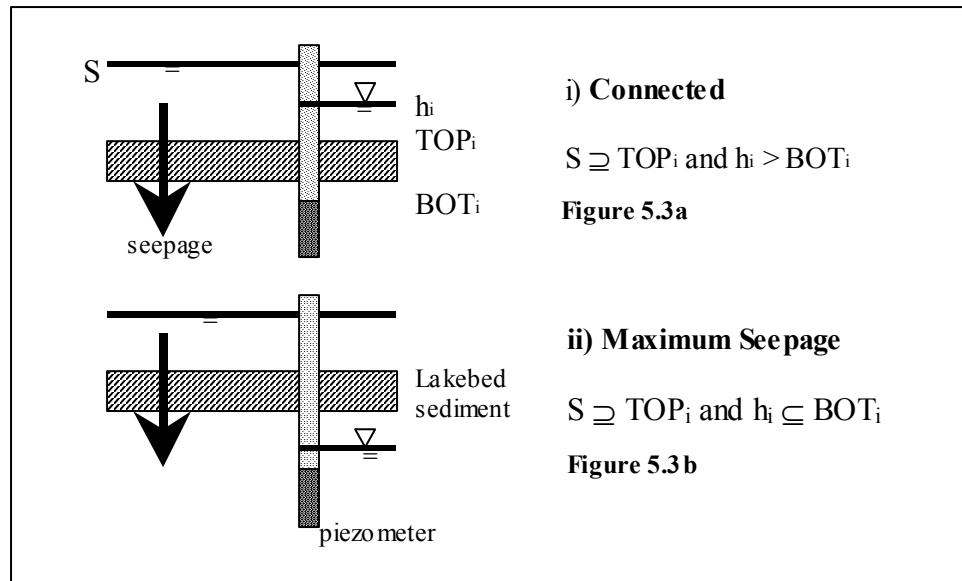 S
hᵢ
TOPᵢ
BOTᵢ
seepage
i) Connected
S ⊇ TOPᵢ and hᵢ > BOTᵢ
Figure 5.3a
Lakebed
sediment
piezometer
ii) Maximum Seepage
S ⊇ TOPᵢ and hᵢ ⊆ BOTᵢ
Figure 5.3b